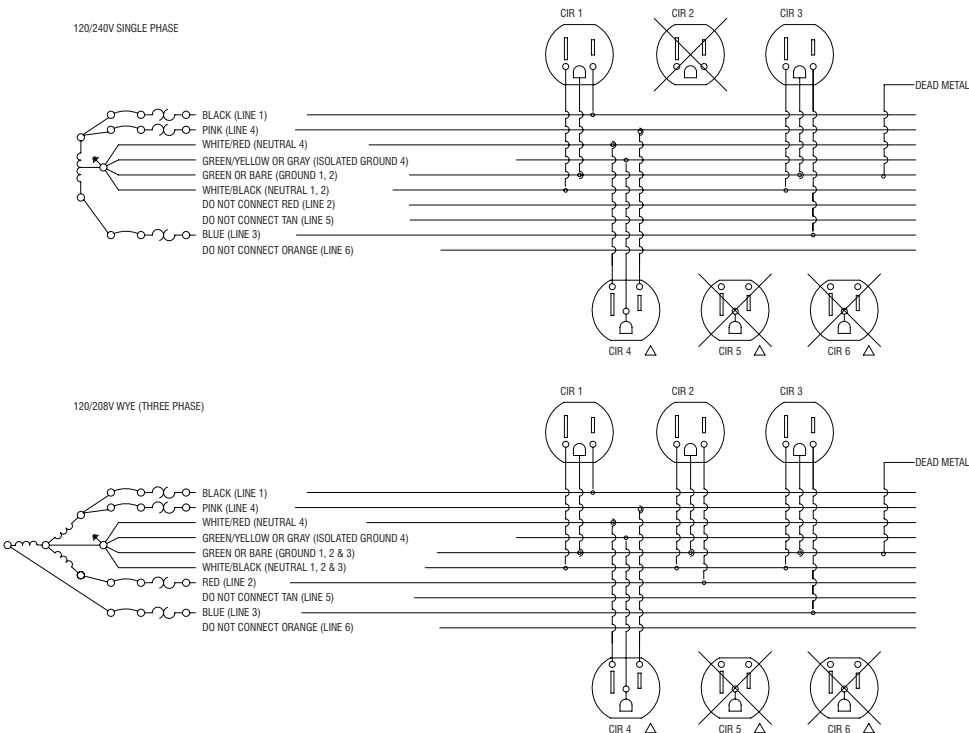 120/240V SINGLE PHASE
CIR 1
CIR 2
CIR 3
DEAD METAL
BLACK (LINE 1)
PINK (LINE 4)
WHITE/RED (NEUTRAL 4)
GREEN/YELLOW OR GRAY (ISOLATED GROUND 4)
GREEN OR BARE (GROUND 1, 2)
WHITE/BLACK (NEUTRAL 1, 2)
DO NOT CONNECT RED (LINE 2)
DO NOT CONNECT TAN (LINE 5)
BLUE (LINE 3)
DO NOT CONNECT ORANGE (LINE 6)
CIR 4
CIR 5
CIR 6
120/208V WYE (THREE PHASE)
CIR 1
CIR 2
CIR 3
DEAD METAL
BLACK (LINE 1)
PINK (LINE 4)
WHITE/RED (NEUTRAL 4)
GREEN/YELLOW OR GRAY (ISOLATED GROUND 4)
GREEN OR BARE (GROUND 1, 2 & 3)
WHITE/BLACK (NEUTRAL 1, 2 & 3)
RED (LINE 2)
DO NOT CONNECT TAN (LINE 5)
BLUE (LINE 3)
DO NOT CONNECT ORANGE (LINE 6)
CIR 4
CIR 5
CIR 6